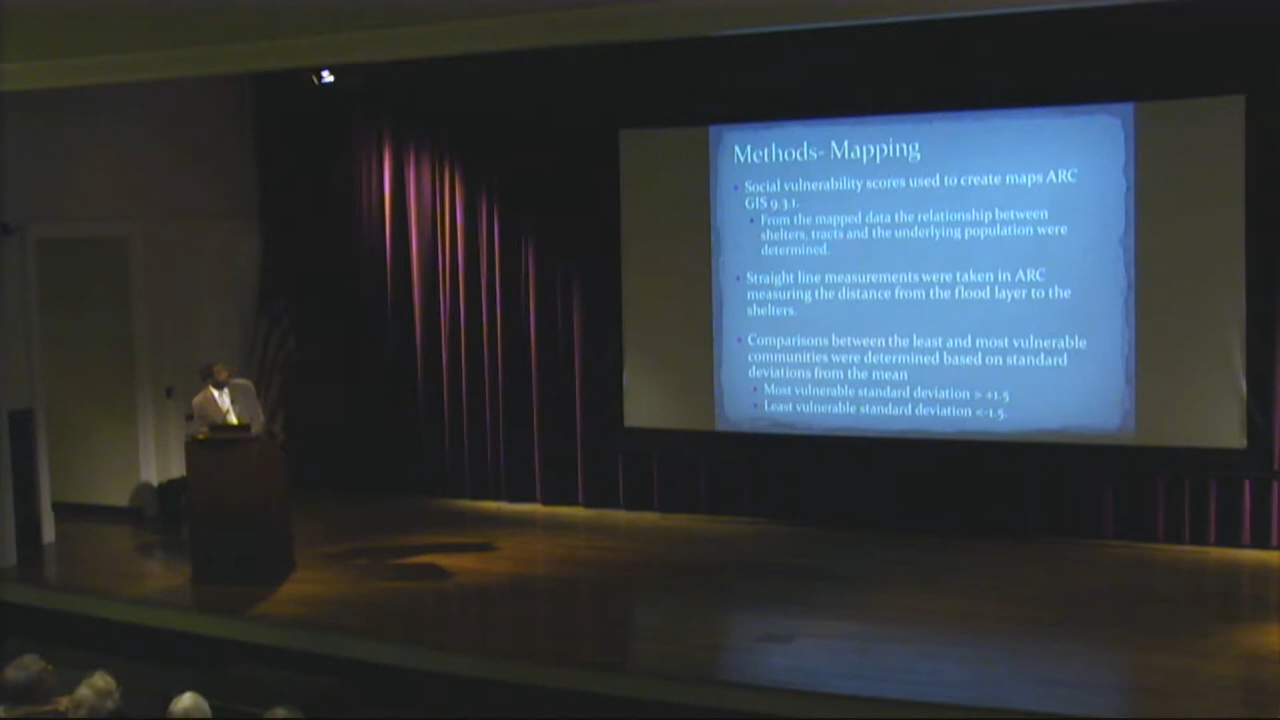 Methods- Mapping
Social vulnerability scores used to create maps ARC
GIS 9.3.1.
From the mapped data the relationship between
shelters, tracts and the underlying population were
determined.
Straight line measurements were taken in ARC
measuring the distance from the flood layer to the
shelters.
Comparisons between the least and most vulnerable
communities were determined based on standard
deviations from the mean
Most vulnerable standard deviation > +1.5
Least vulnerable standard deviation <-1.5.